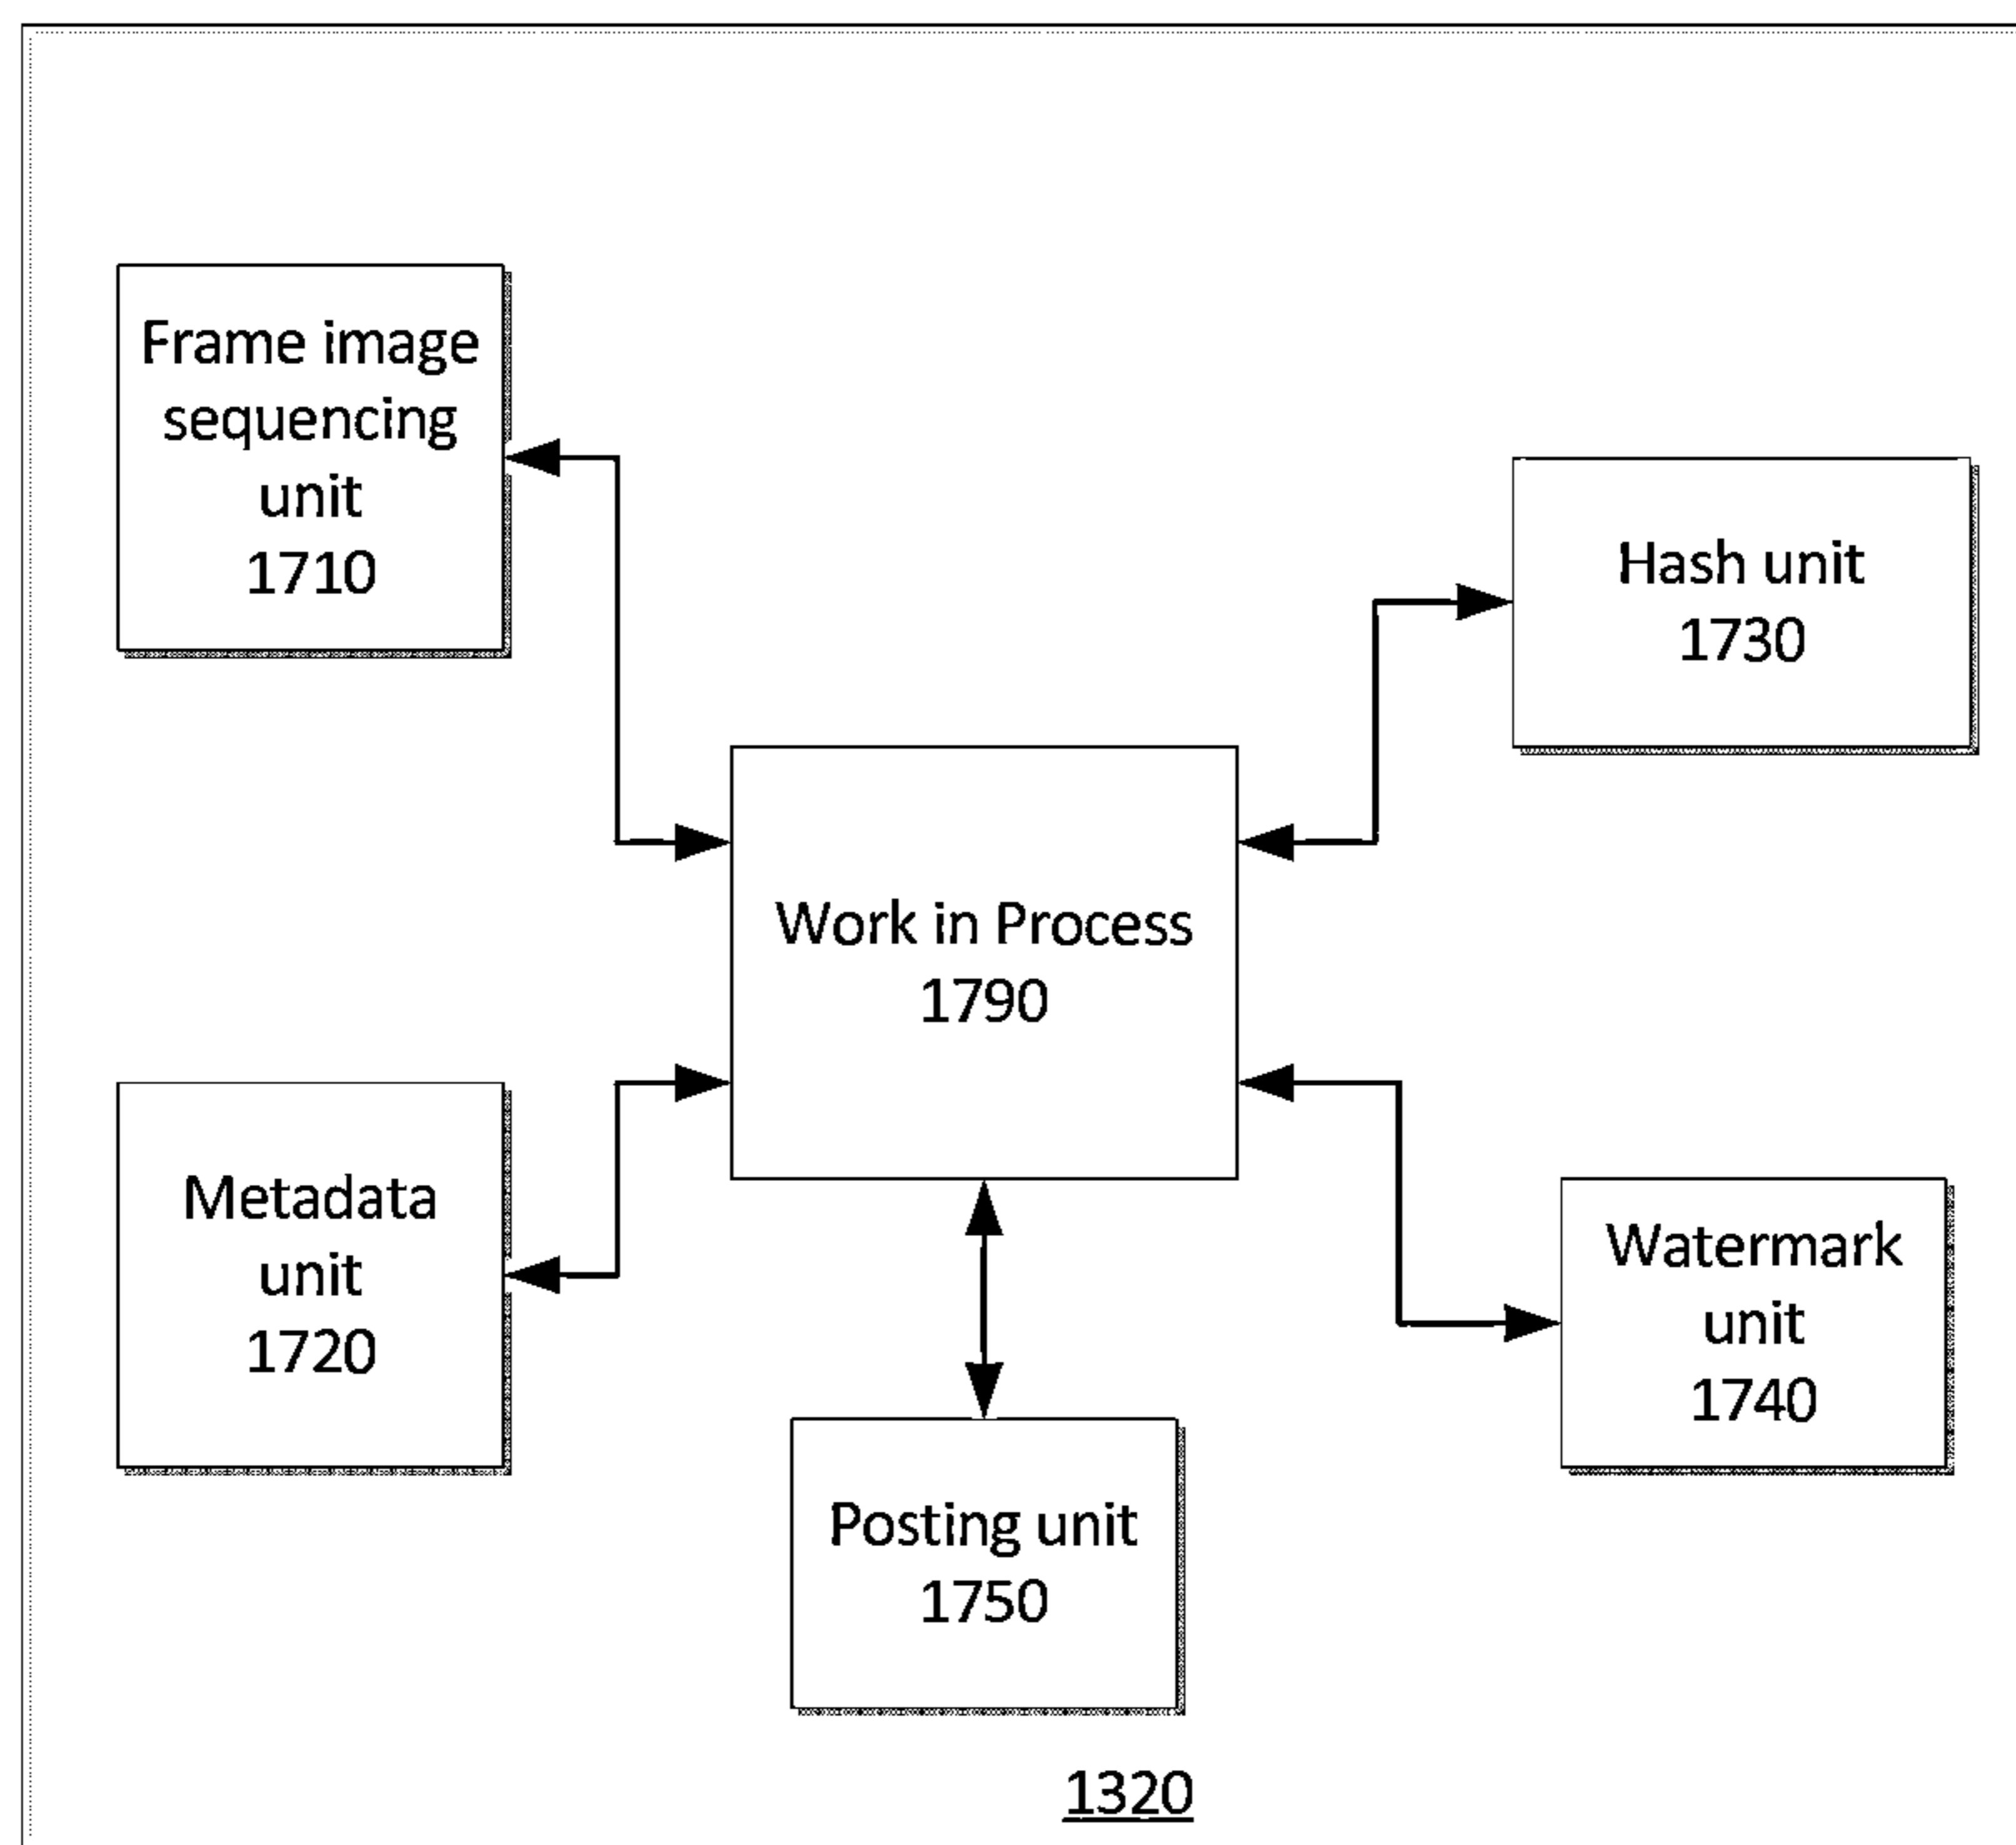 Frame image
sequencing
unit
1710
Hash unit
1730
Work in Process
1790
Metadata
unit
1720
Watermark
unit
1740
Posting unit
1750
1320